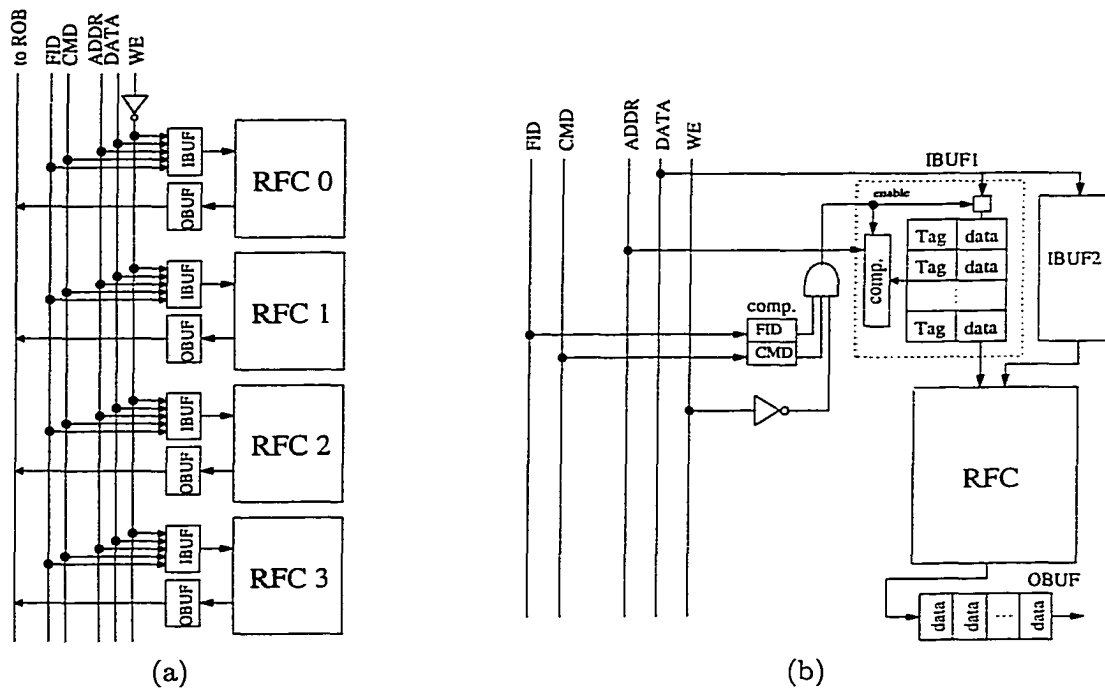 to ROB
FID
CMD
ADDR
DATA
WE
IBUF
RFC 0
OBUF
IBUF
RFC 1
OBUF
IBUF
RFC 2
OBUF
IBUF
RFC 3
OBUF
(a)
FID
CMD
ADDR
DATA
WE
IBUF1
enable
Tag data
Tag data
Tag data
comp.
IBUF2
comp.
FID
CMD
RFC
OBUF
data data data
(b)